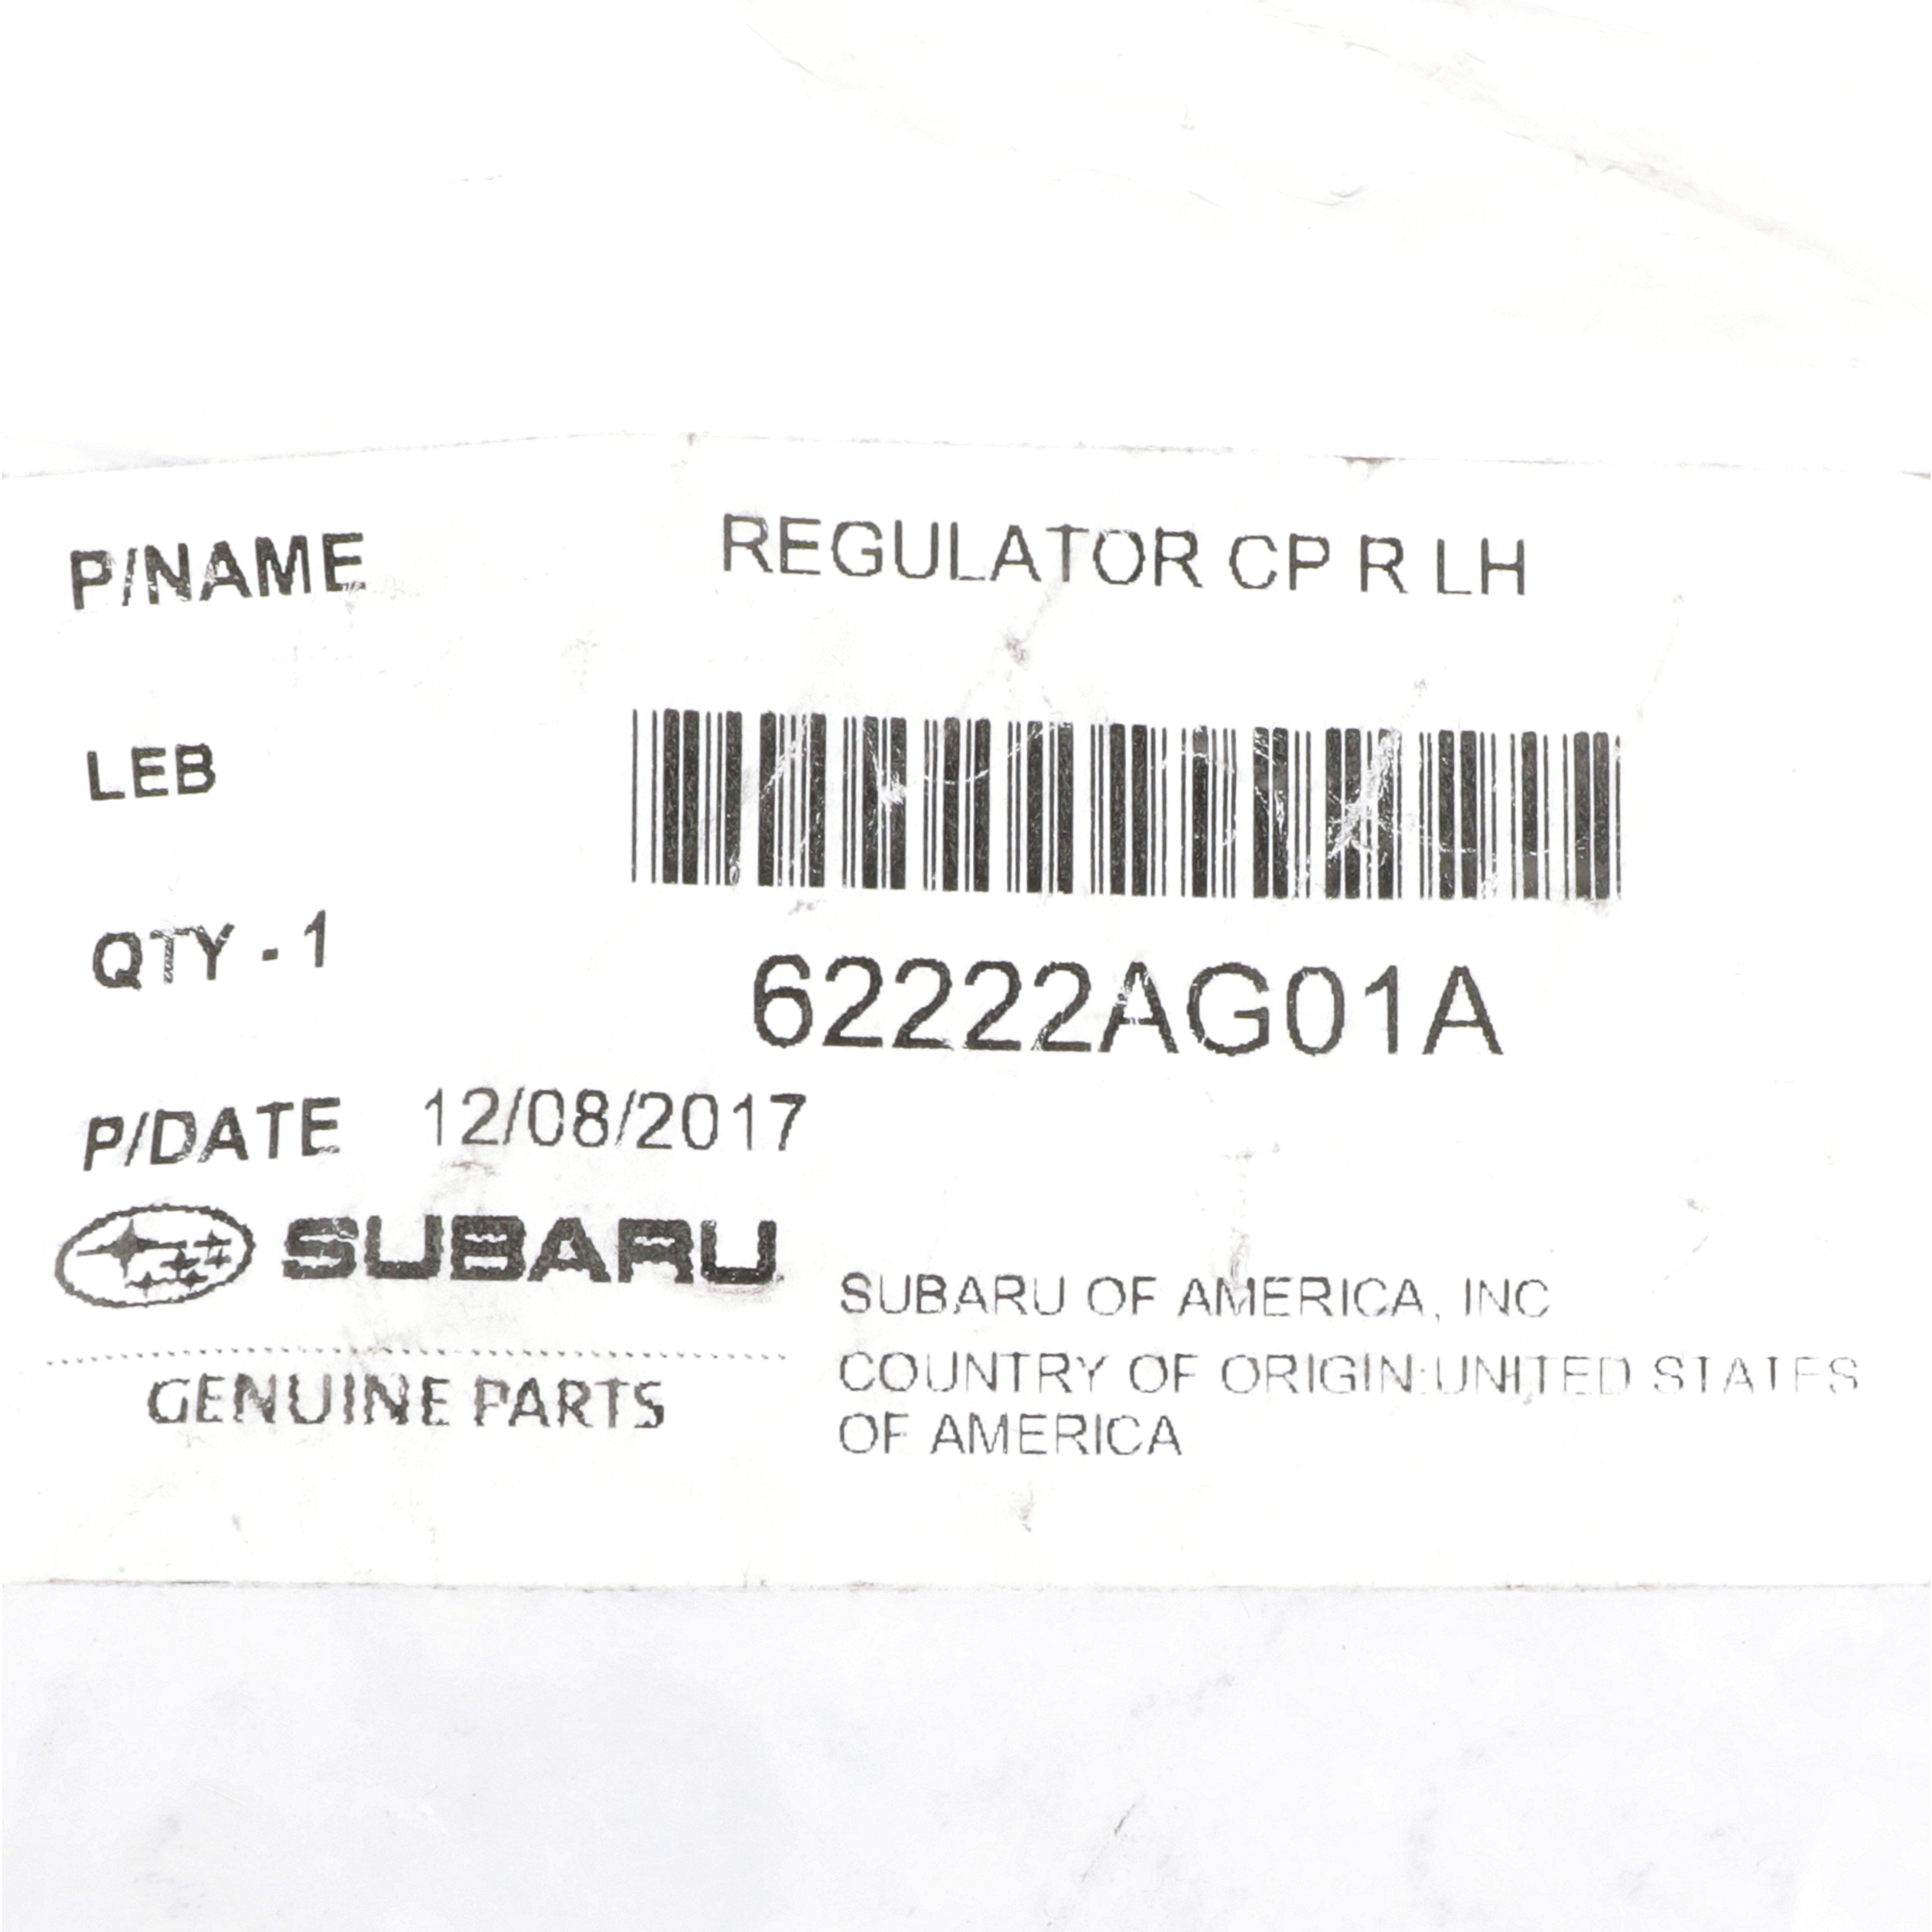 P/NAME REGULATOR CP R LH
LEB
QTY - 1
62222AG01A
P/DATE 12/08/2017
SUBARU
GENUINE PARTS
SUBARU OF AMERICA, INC
COUNTRY OF ORIGIN:UNITED STATES
OF AMERICA